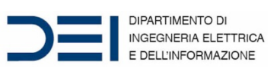 DEI
DIPARTIMENTO DI
INGEGNERIA ELETTRICA
E DELL'INFORMAZIONE